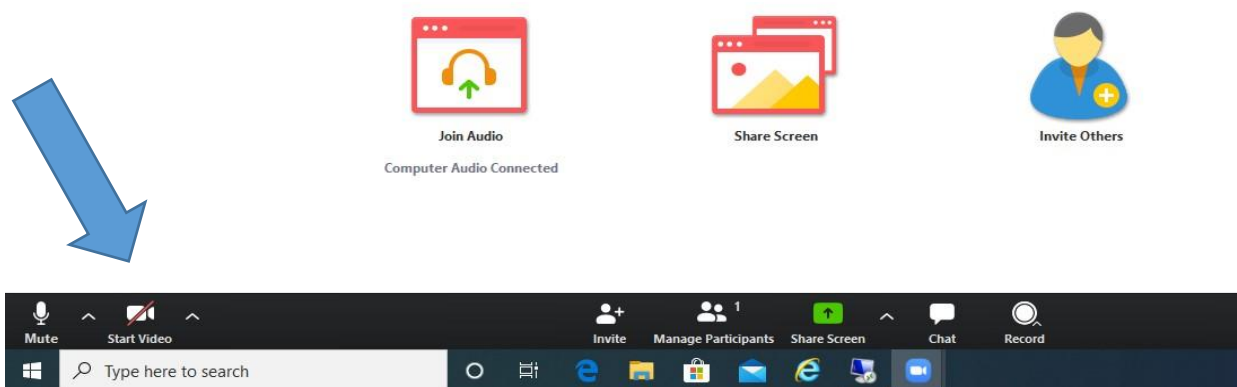 Join Audio Share Screen Invite Others
Computer Audio Connected
1
Mute Start Video Invite Manage Participants Share Screen Chat Record
Type here to search